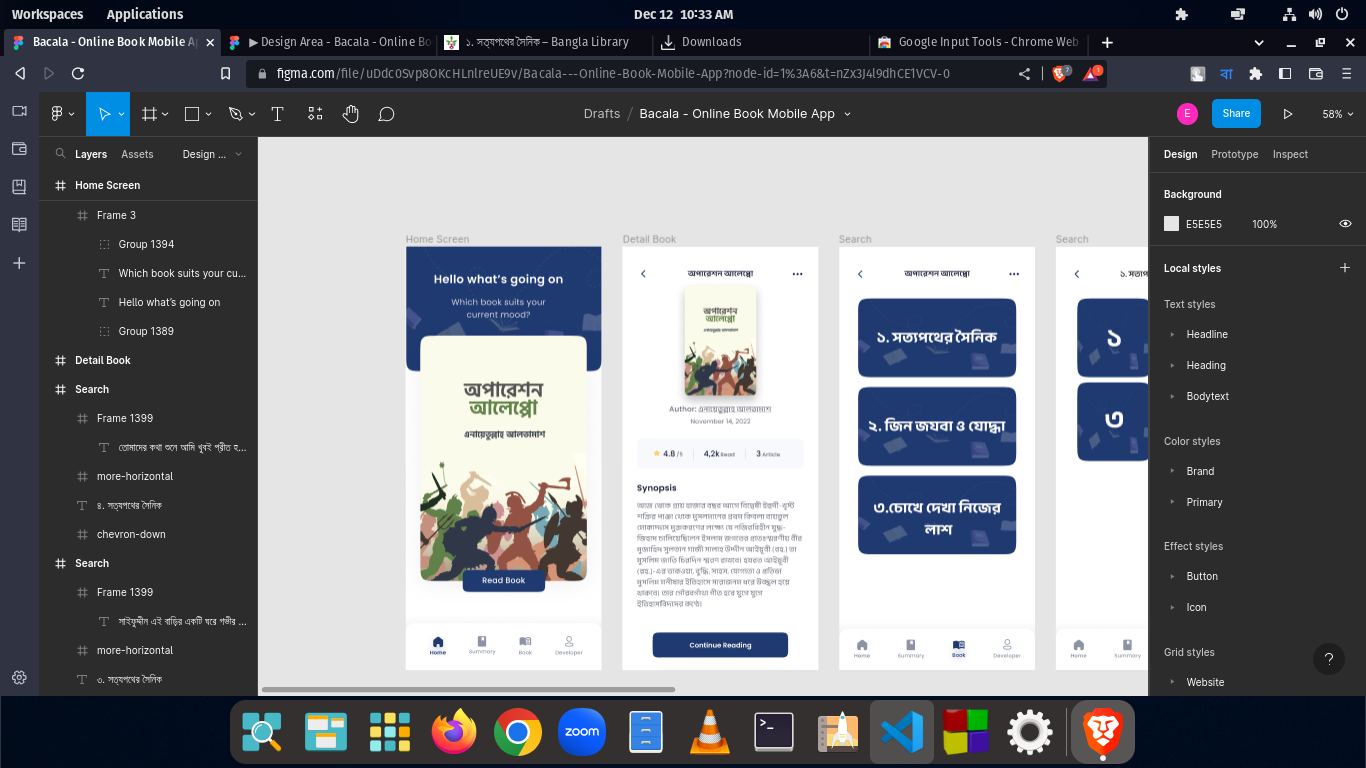 Workspaces Applications Dec 12 10:33 AM
Bacala - Online Book Mobile A
▶ Design Area - Bacala - Online Bo
১. সত্যপথের সৈনিক – Bangla Library
Downloads
Google Input Tools - Chrome Web
figma.com/file/uDdc0SVp8OKcHLnlreUE9v/Bacala---Online-Book-Mobile-App?node-id=1%3A6&t=nZx3J4l9dhCE1VCV-0
7
1
বা
Drafts / Bacala - Online Book Mobile App
E
Share
58%
Layers Assets Design ...
Home Screen
Frame 3
Group 1394
Which book suits your cu...
Hello what's going on
Group 1389
Detail Book
Search
Frame 1399
তোমাদের কথা শুনে আমি খুবই প্রীত হ...
more-horizontal
৪. সত্যপথের সৈনিক
chevron-down
Search
Frame 1399
সাইফুদ্দীন এই বাড়ির একটি ঘরে গভীর ...
more-horizontal
৩. সত্যপথের সৈনিক
Home Screen
Hello what's going on
Which book suits your
current mood?
অপারেশন
আলেপ্পো
এনায়েতুল্লাহ আলতামাশ
Read Book
Home Summary Book Developer
Detail Book
অপারেশন আলেপ্পো
অপারেশন
আলেপ্পো
এনায়েতুল্লাহ আলতামাশ
Author: এনায়েতুল্লাহ আলতামাশ
November 14, 2022
4.8 /5 4,2k Read 3 Article
Synopsis
Continue Reading
Search
অপারেশন আলেপ্পো
১. সত্যপথের সৈনিক
২. জিন জযবা ও যোদ্ধা
৩.চোখে দেখা নিজের
লাশ
Home Summary Book Developer
Search
১. সত্যপ
১
৩
Home Summary
Design Prototype Inspect
Background
E5E5E5 100%
Local styles
Text styles
Headline
Heading
Bodytext
Color styles
Brand
Primary
Effect styles
Button
Icon
Grid styles
Website
?
zoom